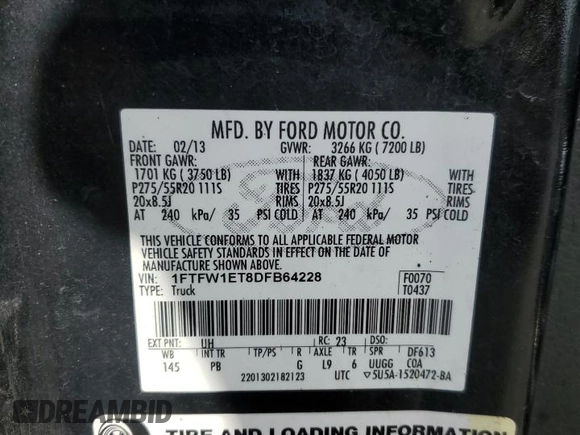 MFD. BY FORD MOTOR CO.
DATE: 02/13 GVWR: 3266 KG ( 7200 LB)
FRONT GAWR: REAR GAWR:
1701 KG ( 3750 LB) WITH 1837 KG ( 4050 LB) WITH
P275/55R20 111S TIRES P275/55R20 111S TIRES
20x8.5J RIMS 20x8.5J RIMS
AT 240 kPa/ 35 PSI COLD AT 240 kPa/ 35 PSI COLD
THIS VEHICLE CONFORMS TO ALL APPLICABLE FEDERAL MOTOR
VEHICLE SAFETY STANDARDS IN EFFECT ON THE DATE OF
MANUFACTURE SHOWN ABOVE.
VIN: 1FTFW1ET8DFB64228 F0070
TYPE: Truck T0437
EXT PNT: UH RC: 23 DSO:
WB INT TR TP/PS R AXLE TR SPR DF613
145 PB G L9 6 UUGG COA
2201302182123 UTC ▽5U5A-1520472-BA
TIRE AND LOADING INFORMATION
DREAMBID